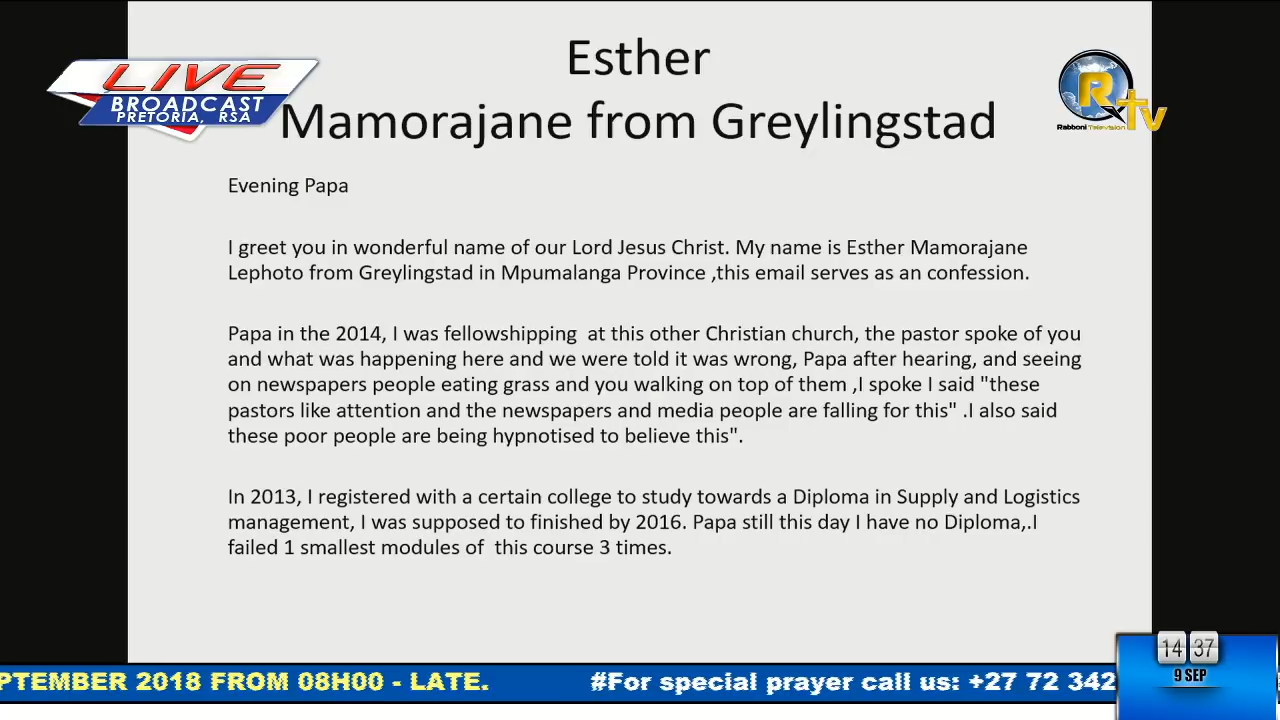 Esther
Mamorajane from Greylingstad
LIVE
BROADCAST
PRETORIA, RSA
R
tv
Rabboni Television
Evening Papa
I greet you in wonderful name of our Lord Jesus Christ. My name is Esther Mamorajane
Lephoto from Greylingstad in Mpumalanga Province ,this email serves as an confession.
Papa in the 2014, I was fellowshipping  at this other Christian church, the pastor spoke of you
and what was happening here and we were told it was wrong, Papa after hearing, and seeing
on newspapers people eating grass and you walking on top of them ,I spoke I said "these
pastors like attention and the newspapers and media people are falling for this" .I also said
these poor people are being hypnotised to believe this".
In 2013, I registered with a certain college to study towards a Diploma in Supply and Logistics
management, I was supposed to finished by 2016. Papa still this day I have no Diploma,.I
failed 1 smallest modules of  this course 3 times.
PTEMBER 2018 FROM 08H00 - LATE.
#For special prayer call us: +27 72 342
14 37
9 SEP